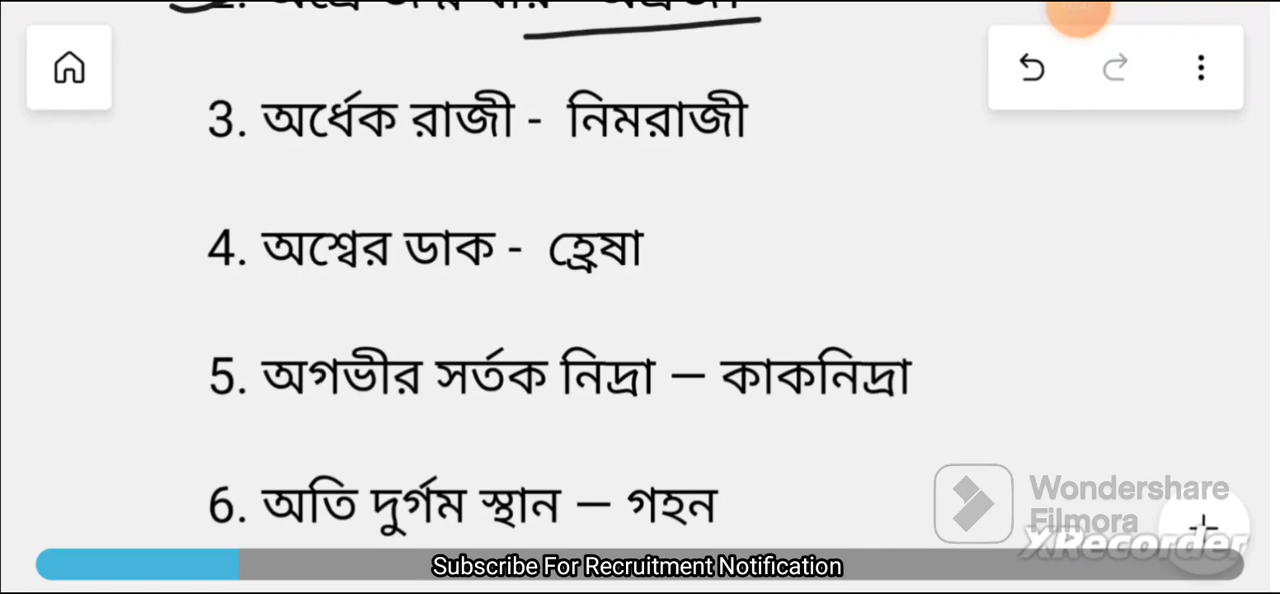 3. অর্ধেক রাজী - নিমরাজী
4. অশ্বের ডাক - হ্রেষা
5. অগভীর সর্তক নিদ্রা – কাকনিদ্রা
6. অতি দুর্গম স্থান – গহন
Wondershare
Filmora
XRecorder
Subscribe For Recruitment Notification